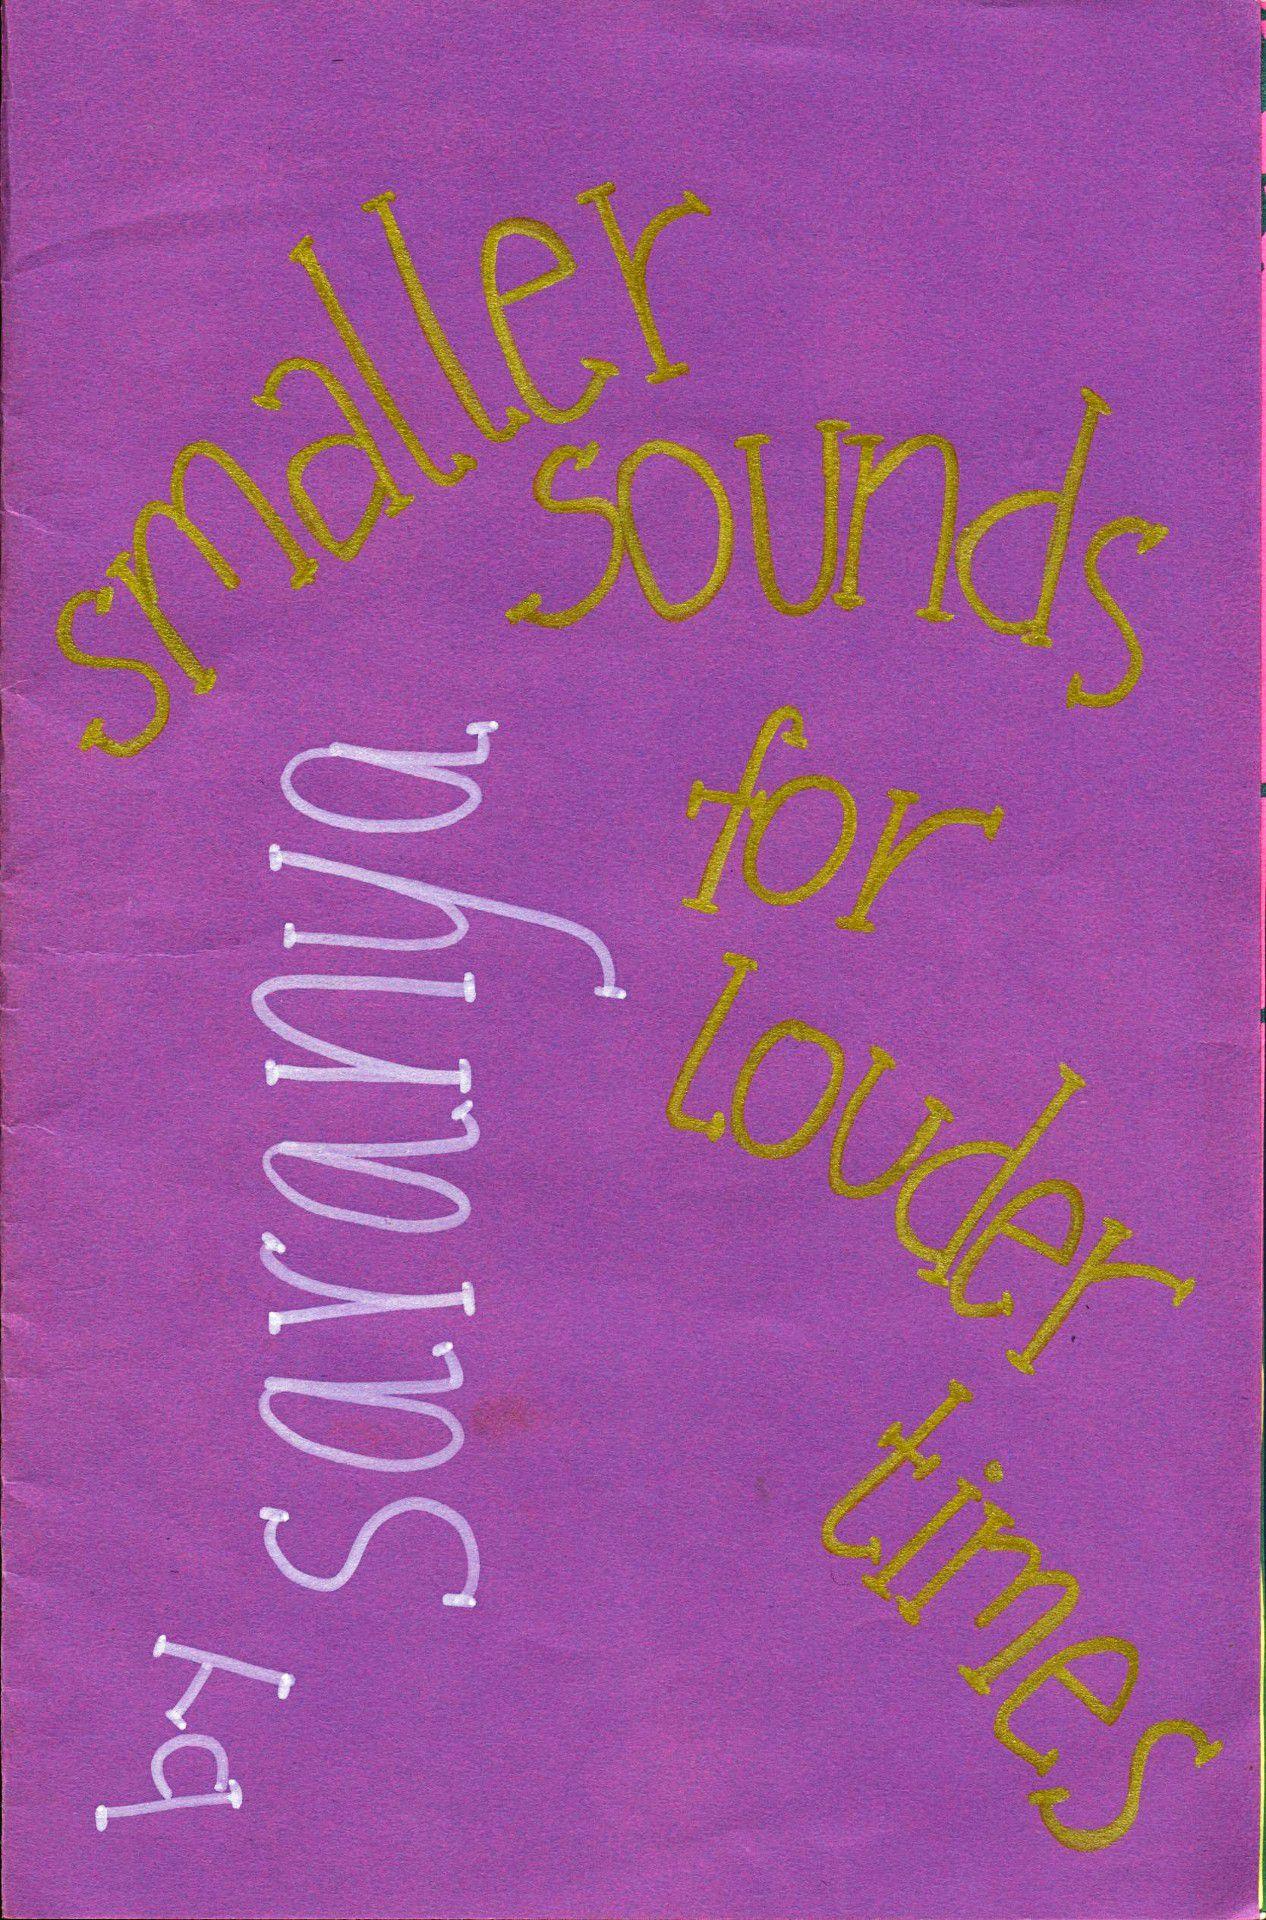 smaller
sounds
for
louder
times
by saranya